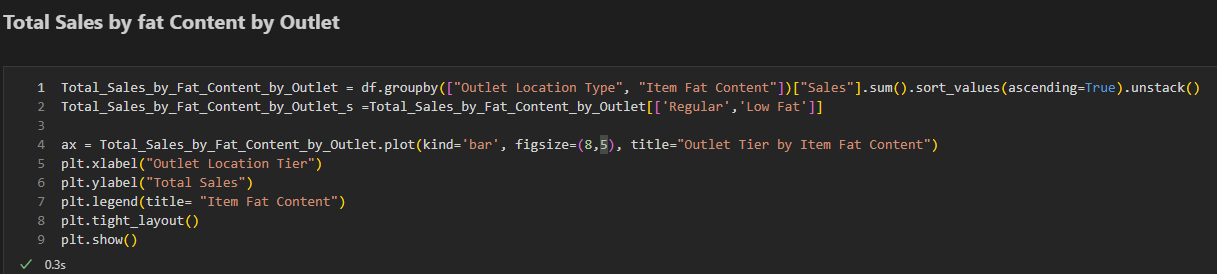 Total Sales by fat Content by Outlet
1 Total_Sales_by_Fat_Content_by_Outlet = df.groupby(["Outlet Location Type", "Item Fat Content"])["Sales"].sum().sort_values(ascending=True).unstack()
2 Total_Sales_by_Fat_Content_by_Outlet_s =Total_Sales_by_Fat_Content_by_Outlet[['Regular','Low Fat']]
3
4 ax = Total_Sales_by_Fat_Content_by_Outlet.plot(kind='bar', figsize=(8,5), title="Outlet Tier by Item Fat Content")
5 plt.xlabel("Outlet Location Tier")
6 plt.ylabel("Total Sales")
7 plt.legend(title= "Item Fat Content")
8 plt.tight_layout()
9 plt.show()
✓ 0.3s